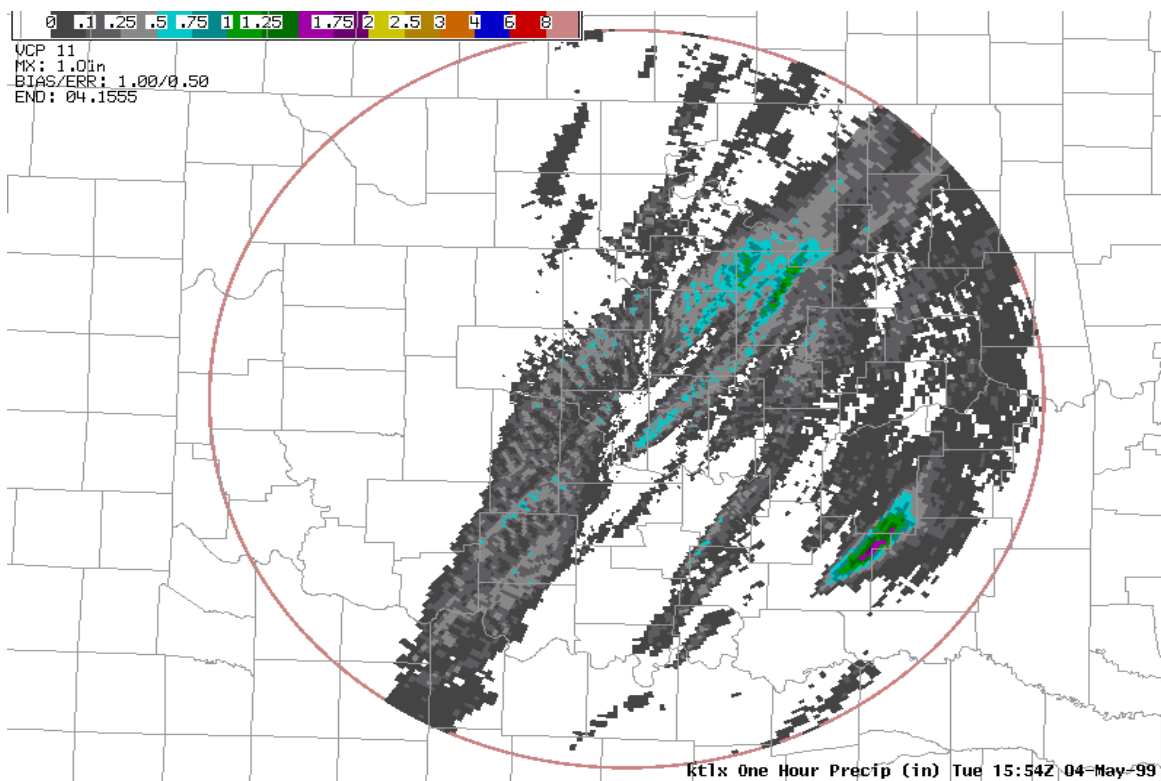 0 .1 .25 .5 .75 1 1.25 1.75 2 2.5 3 4 6 8
VCP 11
MX: 1.0in
BIAS/ERR: 1.00/0.50
END: 04.1555
ktlx One Hour Precip (in) Tue 15:54Z 04-May-99